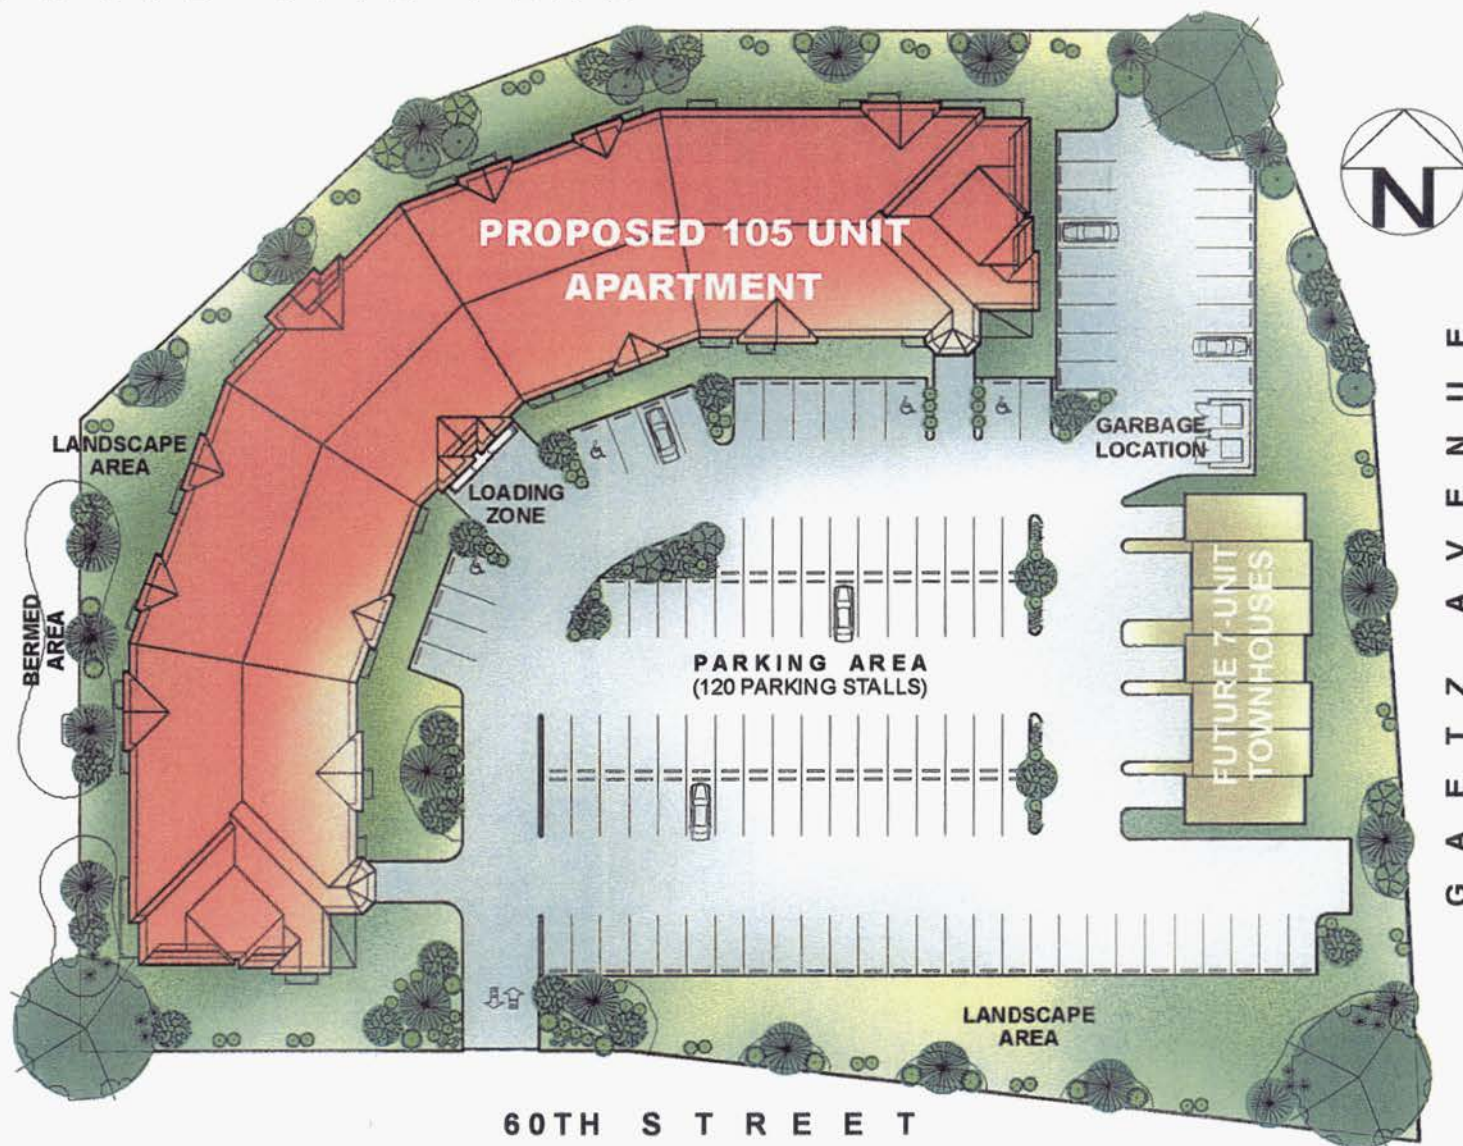 N
PROPOSED 105 UNIT
APARTMENT
LANDSCAPE
AREA
GARBAGE
LOCATION
LOADING
ZONE
BERMED
AREA
PARKING AREA
(120 PARKING STALLS)
FUTURE 7-UNIT
TOWNHOUSES
GAETZ AVENUE
LANDSCAPE
AREA
60TH STREET